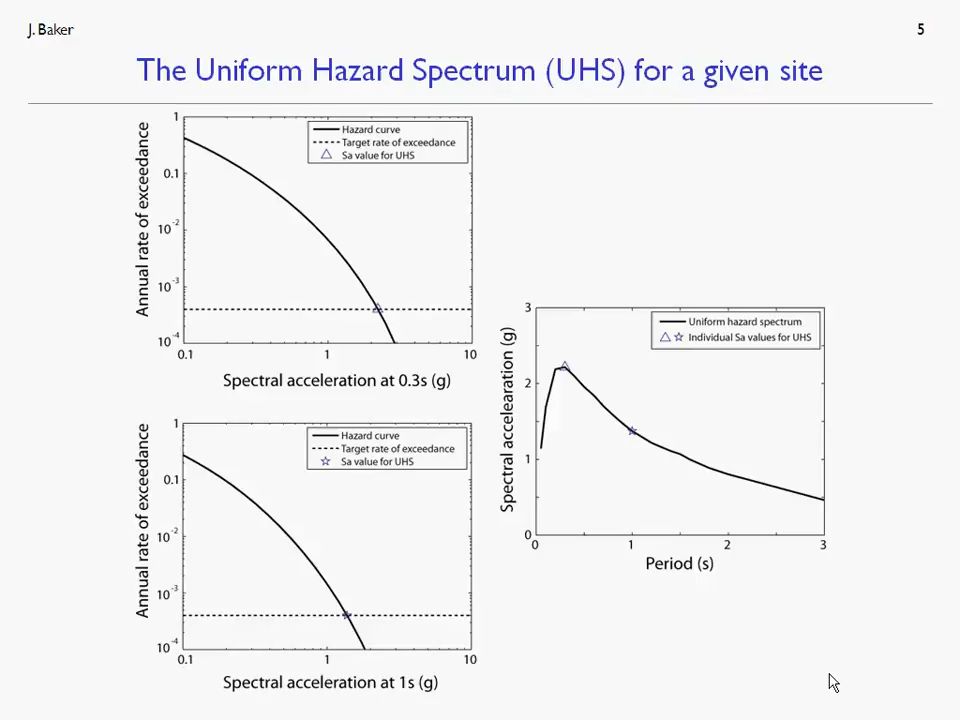 J. Baker
5
The Uniform Hazard Spectrum (UHS) for a given site
Annual rate of exceedance
1
0.1
10^-2
10^-3
10^-4
Hazard curve
Target rate of exceedance
Sa value for UHS
0.1 1 10
Spectral acceleration at 0.3s (g)
Annual rate of exceedance
1
0.1
10^-2
10^-3
10^-4
Hazard curve
Target rate of exceedance
Sa value for UHS
0.1 1 10
Spectral acceleration at 1s (g)
Spectral accelearation (g)
3
2
1
0
Uniform hazard spectrum
Individual Sa values for UHS
0 1 2 3
Period (s)